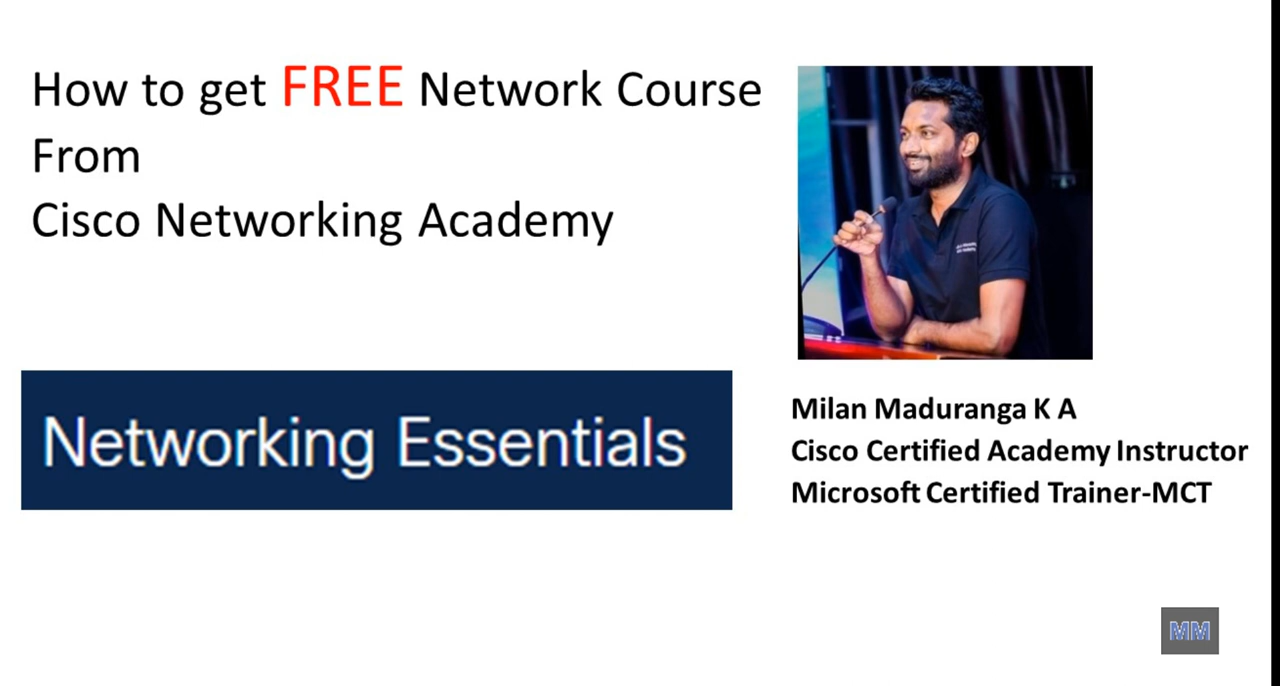 How to get FREE Network Course
From
Cisco Networking Academy
Networking Essentials
Milan Maduranga K A
Cisco Certified Academy Instructor
Microsoft Certified Trainer-MCT
MM